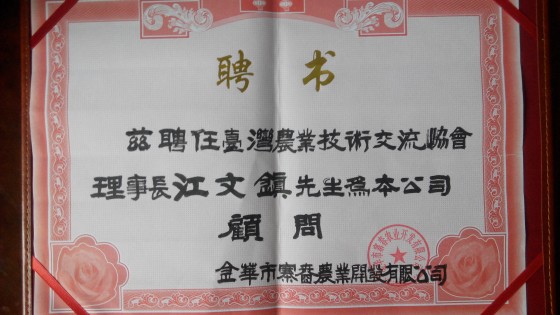 聘书
茲聘任臺灣農業技術交流協會
理事長江文鎮先生為本公司
顧問
金華市農業開發有限公司